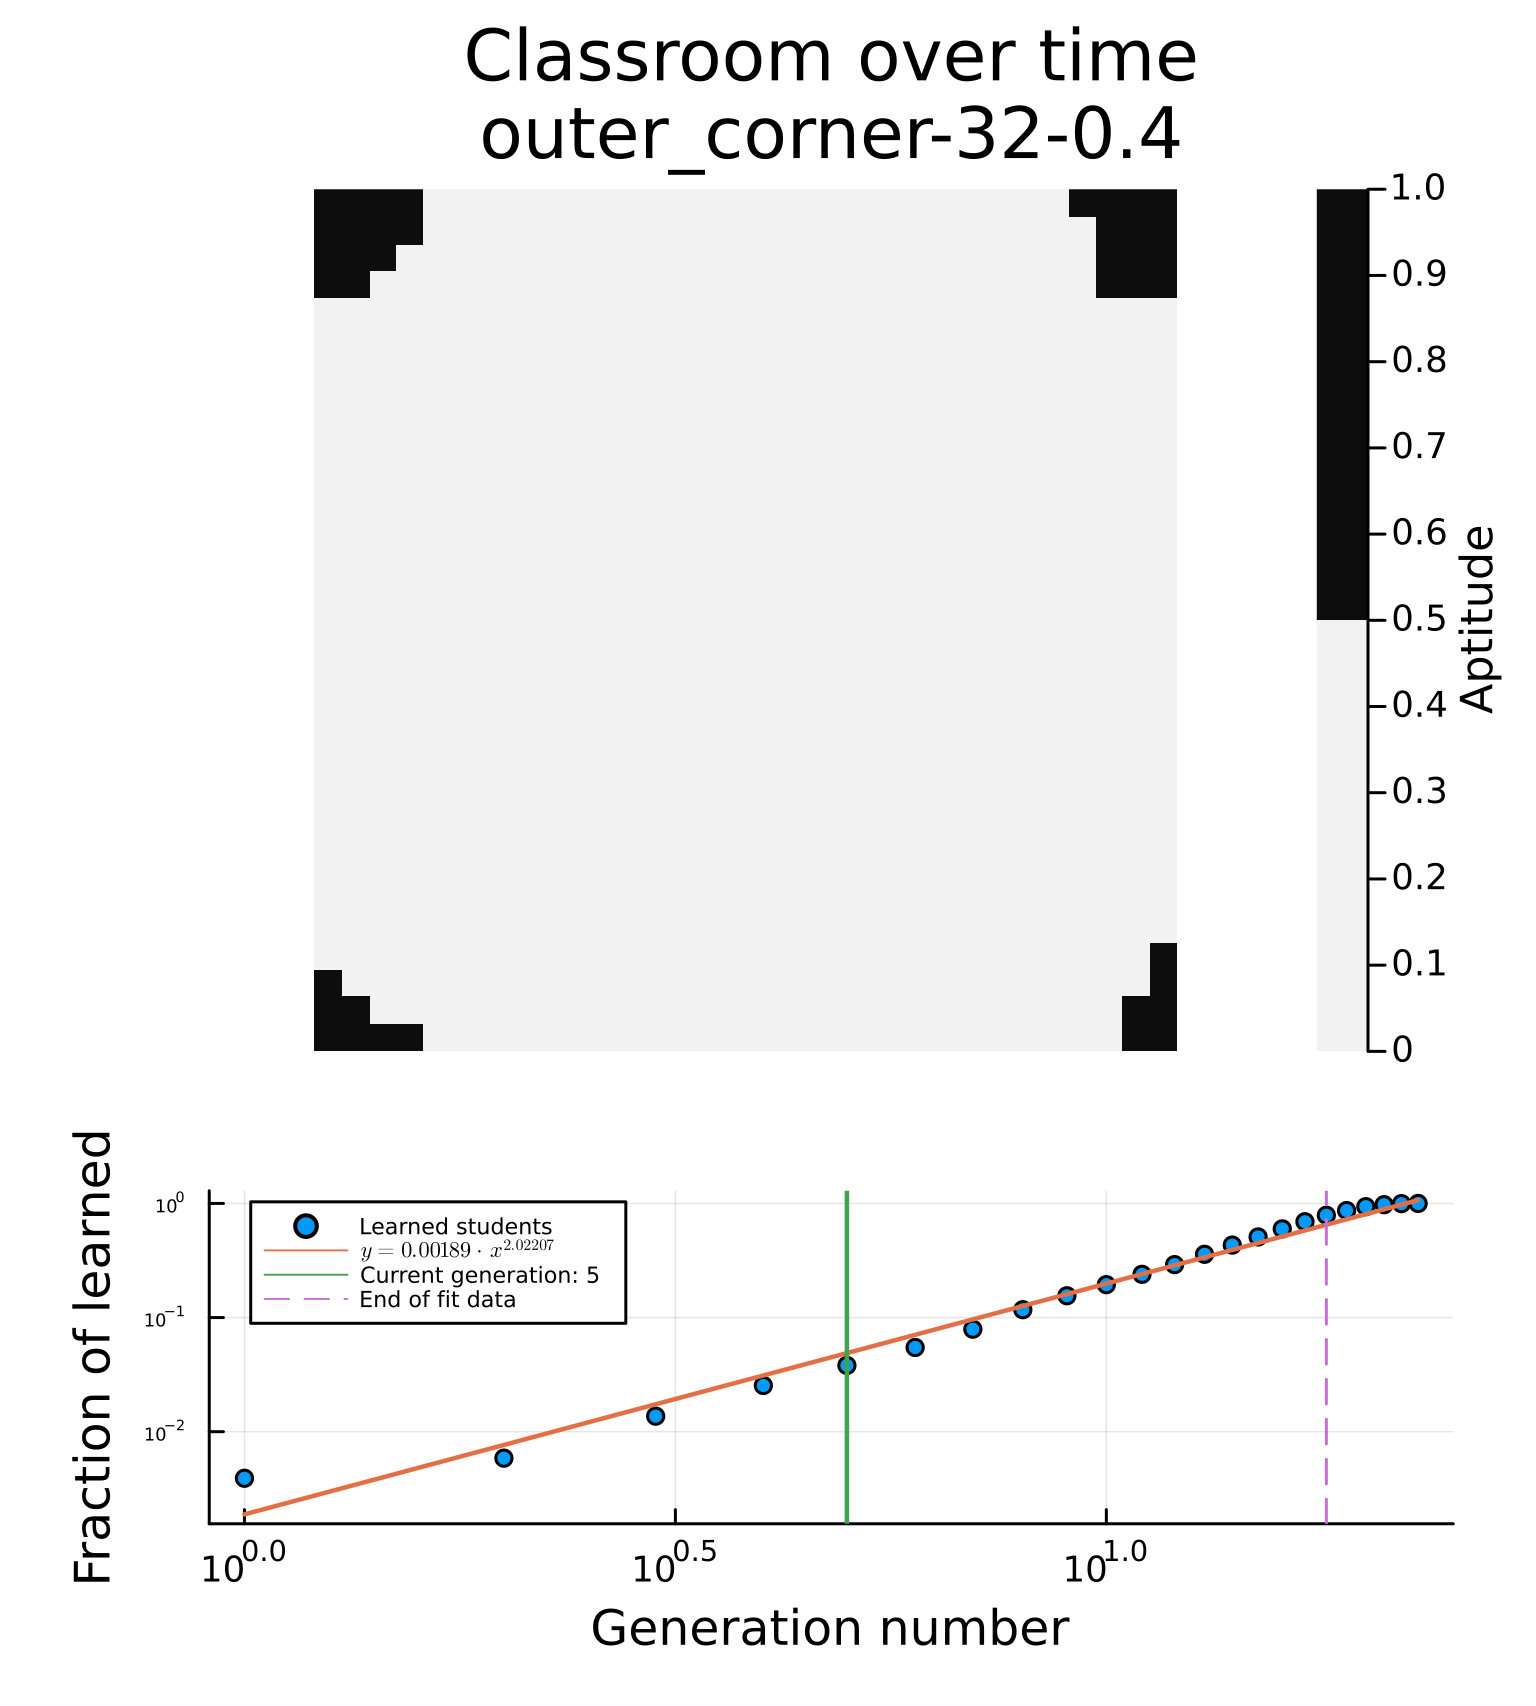 Classroom over time
outer_corner-32-0.4
1.0
0.9
0.8
0.7
0.6
0.5
0.4
0.3
0.2
0.1
0
Aptitude
Fraction of learned
10⁰
10⁻¹
10⁻²
Learned students
y = 0.00189 · x^2.02207
Current generation: 5
End of fit data
10^0.0
10^0.5
10^1.0
Generation number